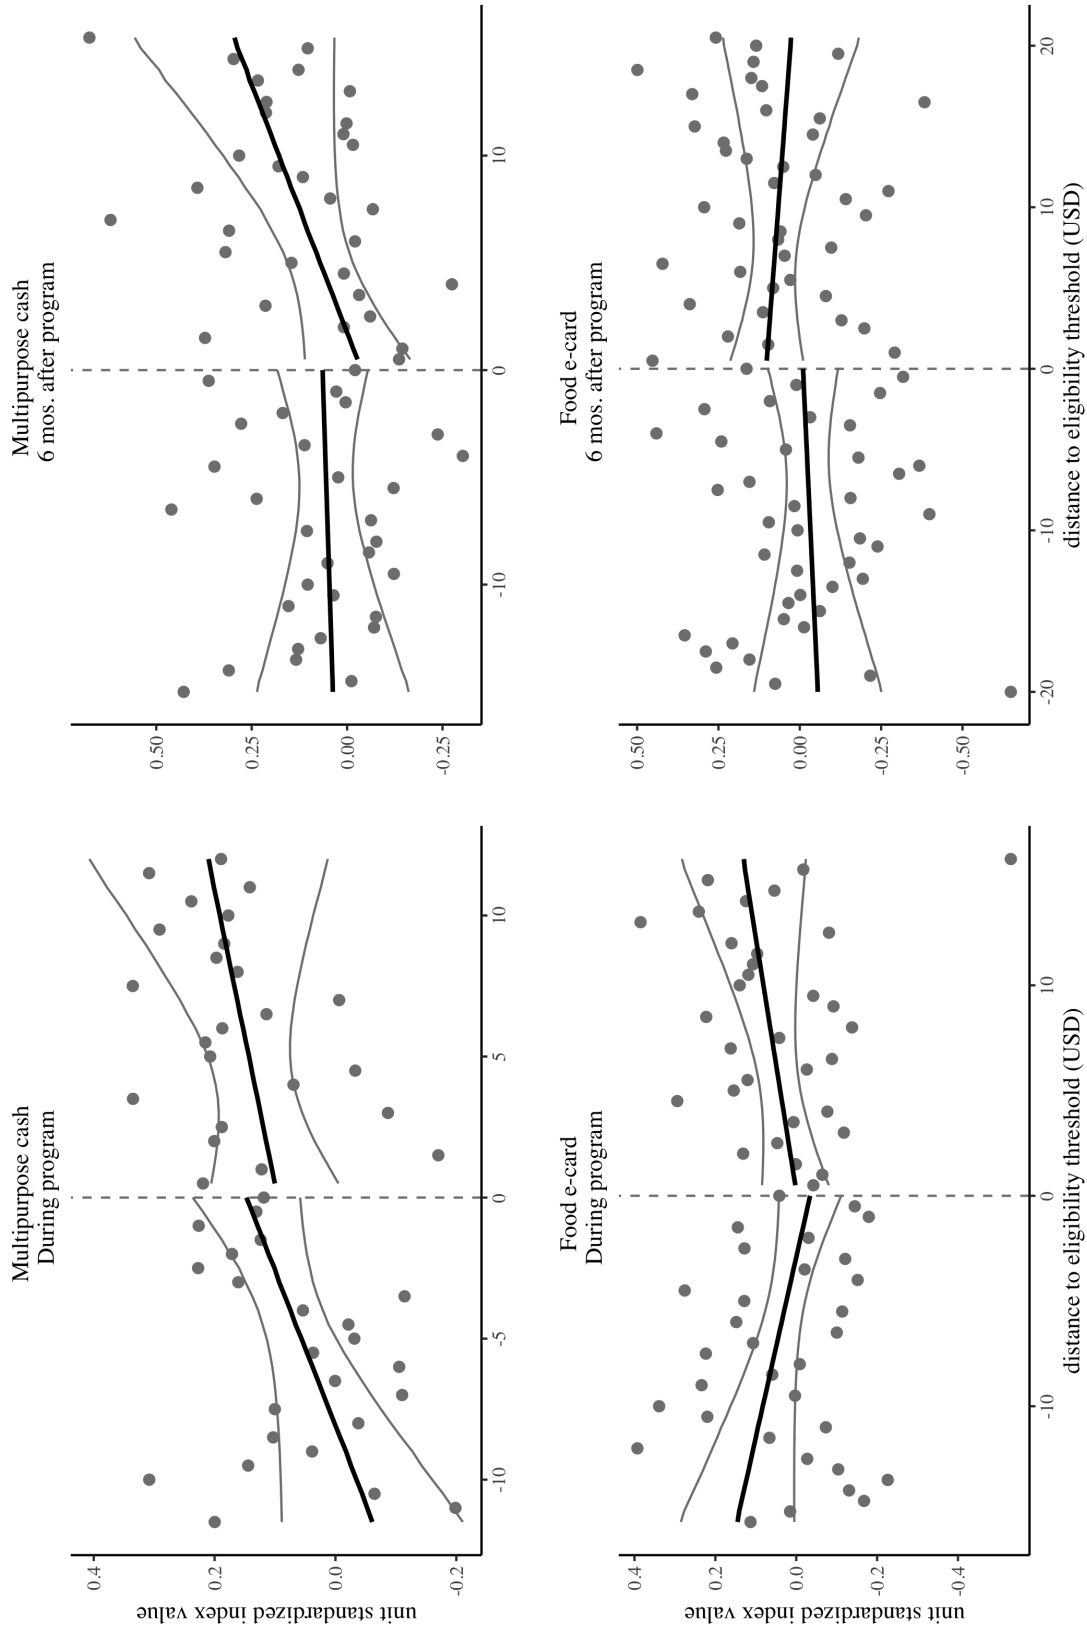 Multipurpose cash
During program
unit standardized index value
0.4
0.2
0.0
-0.2
-10
-5
0
5
10
Multipurpose cash
6 mos. after program
0.50
0.25
0.00
-0.25
-10
0
10
Food e-card
During program
unit standardized index value
0.4
0.2
0.0
-0.2
-0.4
-10
0
10
distance to eligibility threshold (USD)
Food e-card
6 mos. after program
0.50
0.25
0.00
-0.25
-0.50
-20
-10
0
10
20
distance to eligibility threshold (USD)